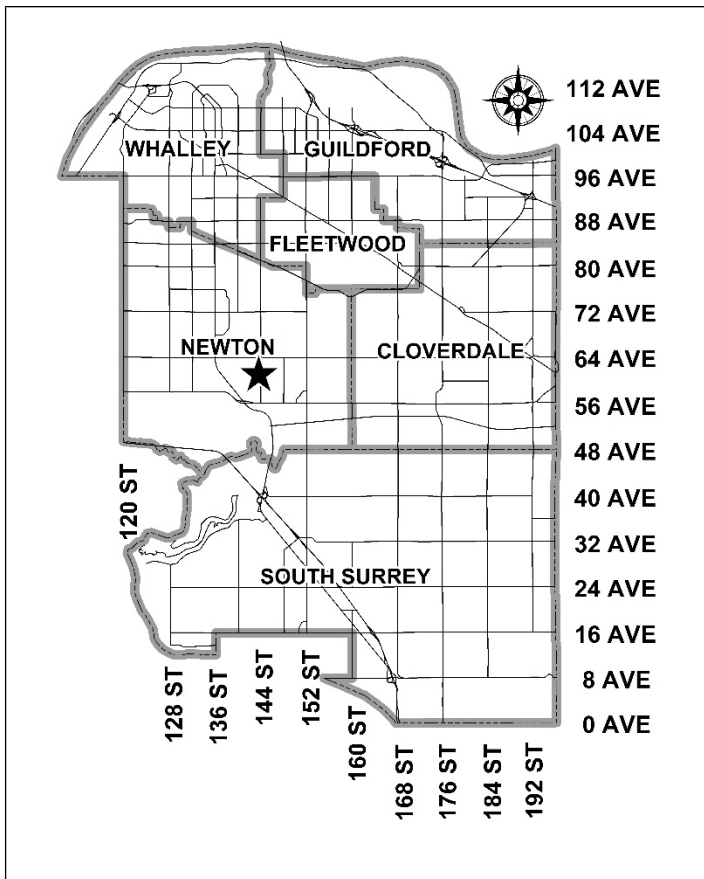 112 AVE
104 AVE
WHALLEY
GUILDFORD
96 AVE
88 AVE
FLEETWOOD
80 AVE
72 AVE
NEWTON
CLOVERDALE
64 AVE
56 AVE
48 AVE
120 ST
40 AVE
32 AVE
SOUTH SURREY
24 AVE
16 AVE
128 ST
136 ST
144 ST
152 ST
160 ST
8 AVE
0 AVE
168 ST
176 ST
184 ST
192 ST